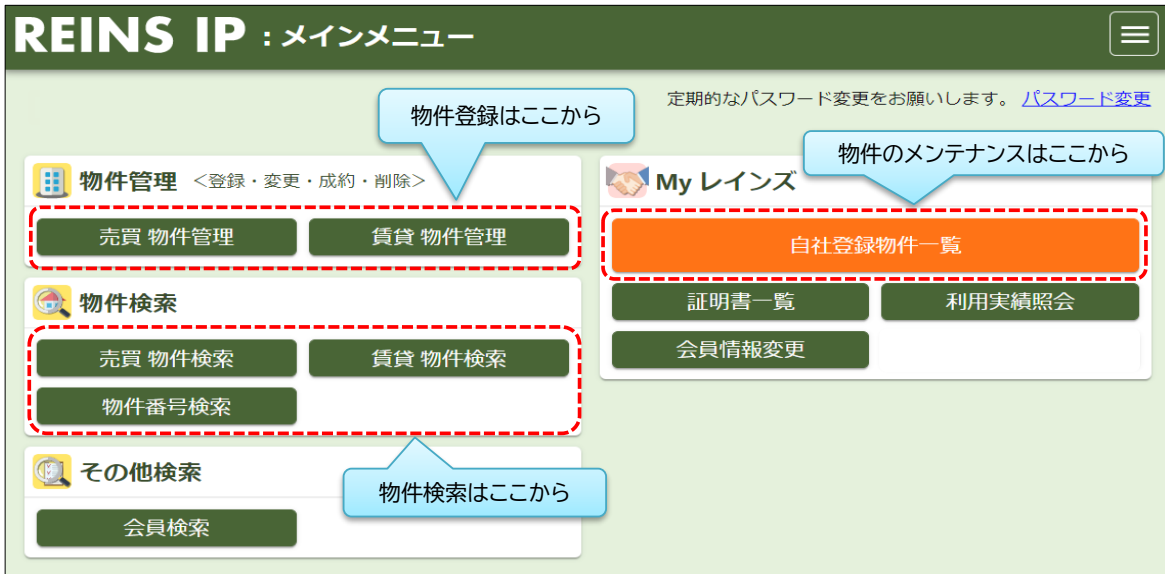 REINS IP : メインメニュー
定期的なパスワード変更をお願いします。 パスワード変更
物件登録はここから
物件管理 <登録・変更・成約・削除>
売買 物件管理
賃貸 物件管理
物件検索
売買 物件検索
賃貸 物件検索
物件番号検索
物件検索はここから
その他検索
会員検索
物件のメンテナンスはここから
My レインズ
自社登録物件一覧
証明書一覧
利用実績照会
会員情報変更